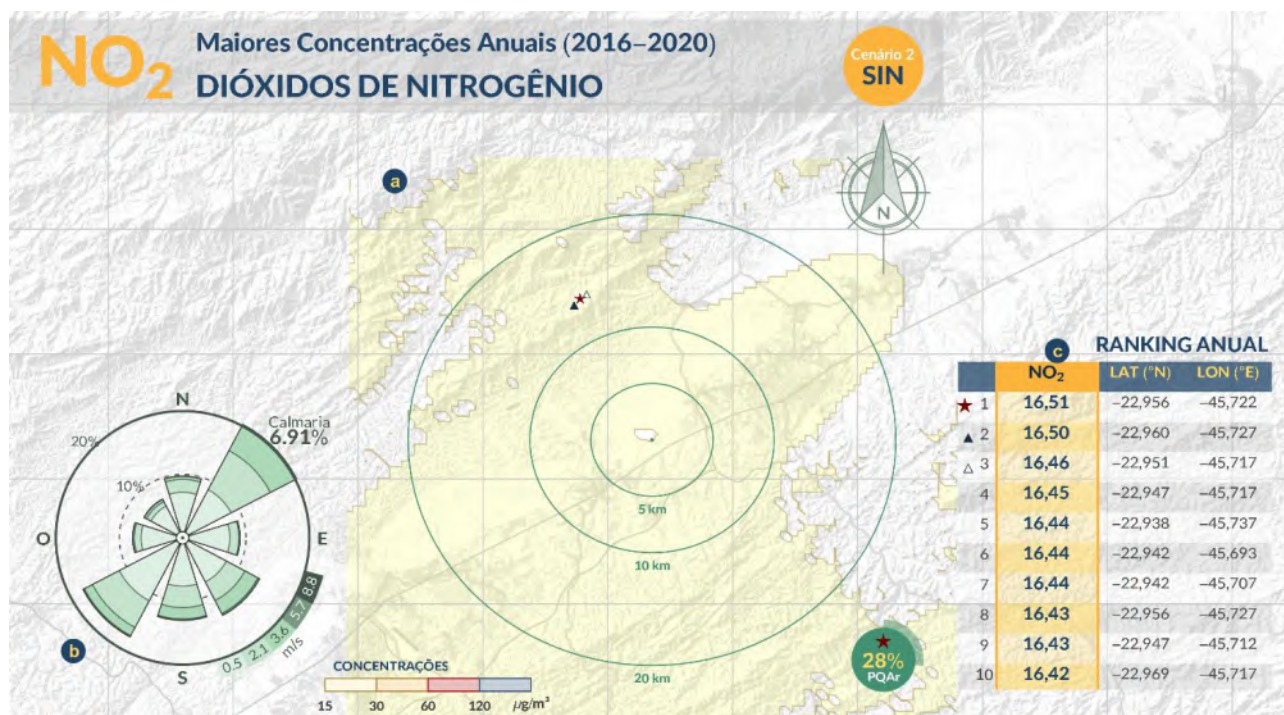 NO2
Maiores Concentrações Anuais (2016–2020)
DIÓXIDOS DE NITROGÊNIO
Cenário 2
SIN
a
N
5 km
10 km
20 km
N
E
S
O
20%
10%
Calmaria
6.91%
0.5 2.1 3.6 5.7 8.8
m/s
b
CONCENTRAÇÕES
15 30 60 120 µg/m³
28%
PQAr
c
RANKING ANUAL
NO2 LAT (°N) LON (°E)
1 16,51 –22,956 –45,722
2 16,50 –22,960 –45,727
3 16,46 –22,951 –45,717
4 16,45 –22,947 –45,717
5 16,44 –22,938 –45,737
6 16,44 –22,942 –45,693
7 16,44 –22,942 –45,707
8 16,43 –22,956 –45,727
9 16,43 –22,947 –45,712
10 16,42 –22,969 –45,717